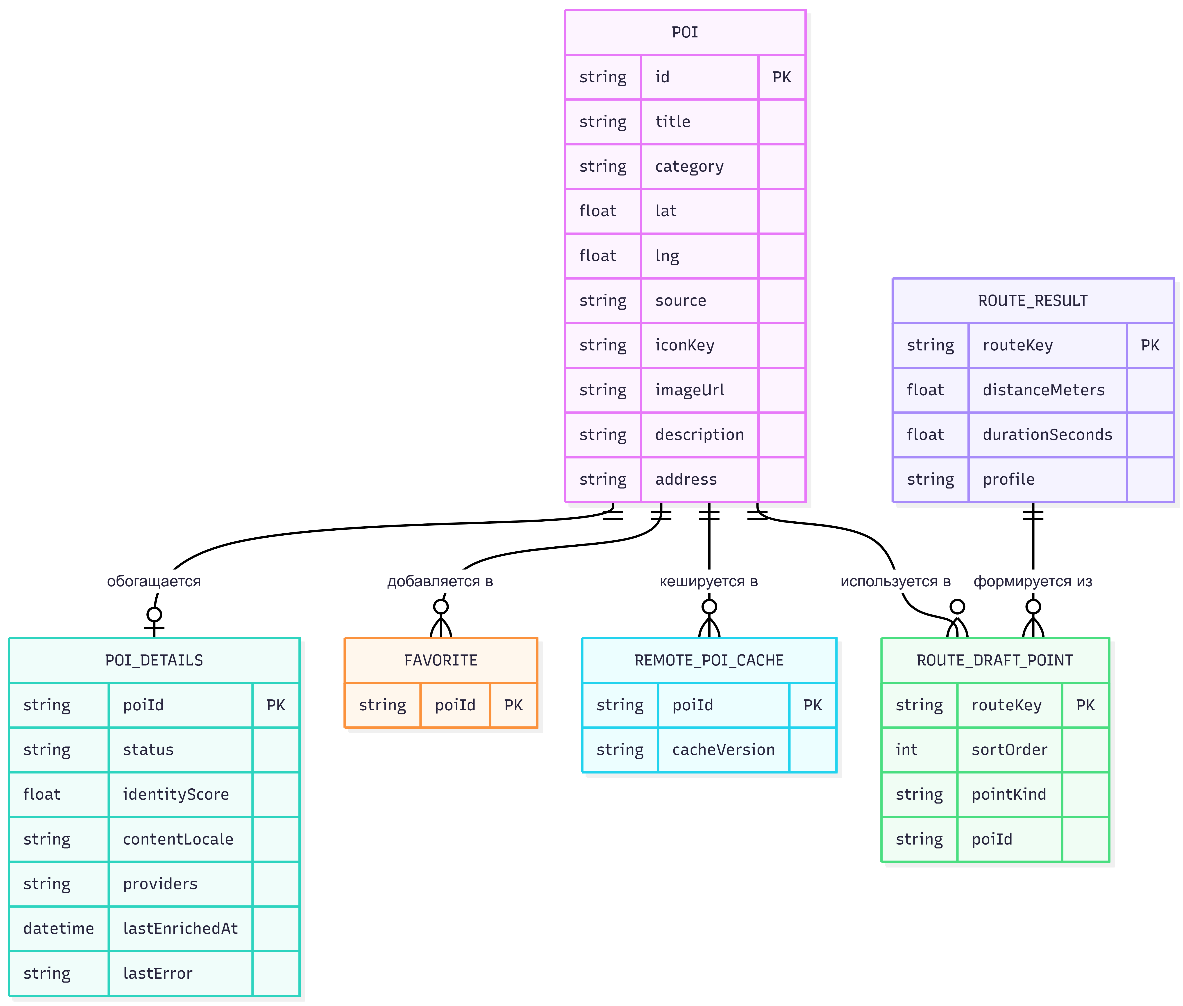 POI
string id PK
string title
string category
float lat
float lng
string source
string iconKey
string imageUrl
string description
string address
ROUTE_RESULT
string routeKey PK
float distanceMeters
float durationSeconds
string profile
обогащается
добавляется в
кешируется в
используется в
формируется из
POI_DETAILS
string poiId PK
string status
float identityScore
string contentLocale
string providers
datetime lastEnrichedAt
string lastError
FAVORITE
string poiId PK
REMOTE_POI_CACHE
string poiId PK
string cacheVersion
ROUTE_DRAFT_POINT
string routeKey PK
int sortOrder
string pointKind
string poiId